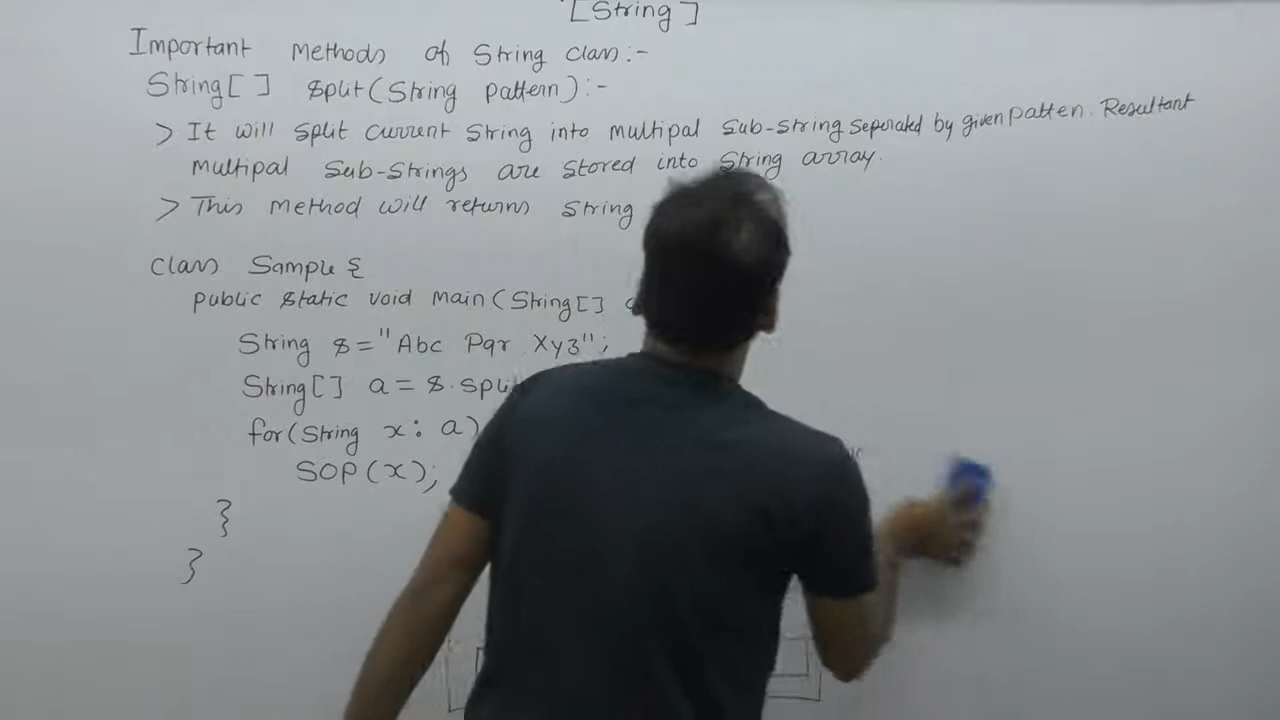 [String]
Important Methods of String Class:-
String[] split(String pattern):-
> It will split current String into multipal Sub-string seperated by given patten. Resultant
multipal Sub-Strings are stored into String array.
> This method will returns String
Class Sample {
public static void main(String[]
String s="Abc Pqr Xyz";
String[] a = s.split
for(String x: a)
SOP(x);
}
}